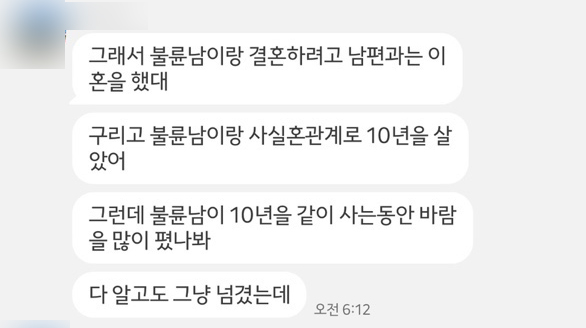 그래서 불륜남이랑 결혼하려고 남편과는 이
혼을 했대
구리고 불륜남이랑 사실혼관계로 10년을 살
았어
그런데 불륜남이 10년을 같이 사는동안 바람
을 많이 폈나봐
다 알고도 그냥 넘겼는데
오전 6:12